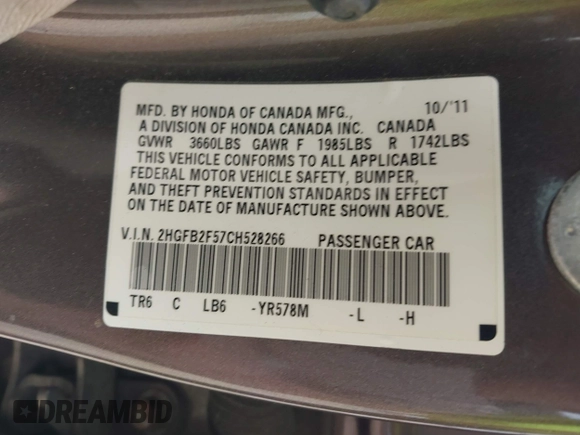 MFD. BY HONDA OF CANADA MFG., 10/'11
A DIVISION OF HONDA CANADA INC. CANADA
GVWR 3660LBS GAWR F 1985LBS R 1742LBS
THIS VEHICLE CONFORMS TO ALL APPLICABLE
FEDERAL MOTOR VEHICLE SAFETY, BUMPER,
AND THEFT PREVENTION STANDARDS IN EFFECT
ON THE DATE OF MANUFACTURE SHOWN ABOVE.
V.I.N. 2HGFB2F57CH528266 PASSENGER CAR
TR6 C LB6 -YR578M -L -H
DREAMBID